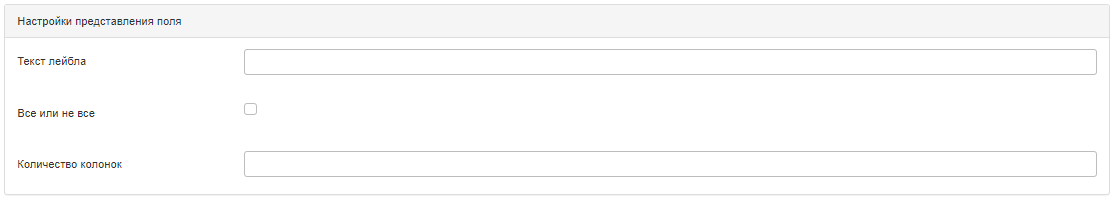 Настройки представления поля
Текст лейбла
Все или не все
Количество колонок